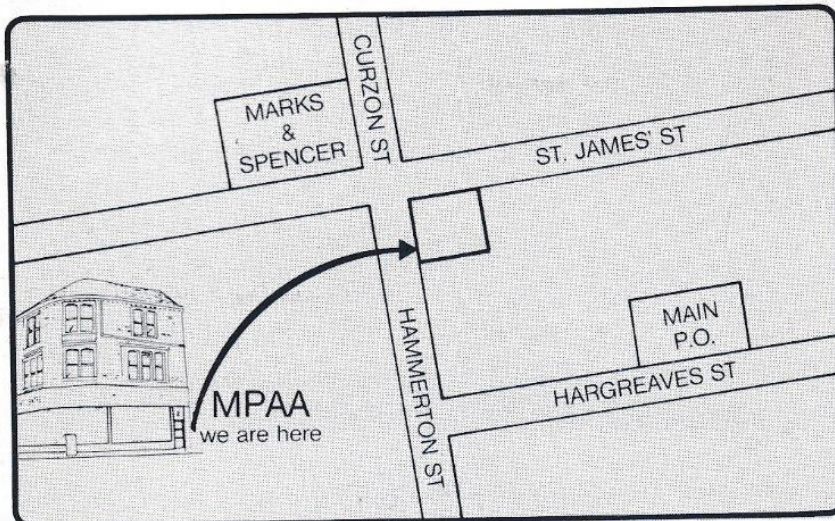 CURZON ST
MARKS
&
SPENCER
ST. JAMES' ST
MAIN
P.O.
HARGREAVES ST
HAMMERTON ST
MPAA
we are here